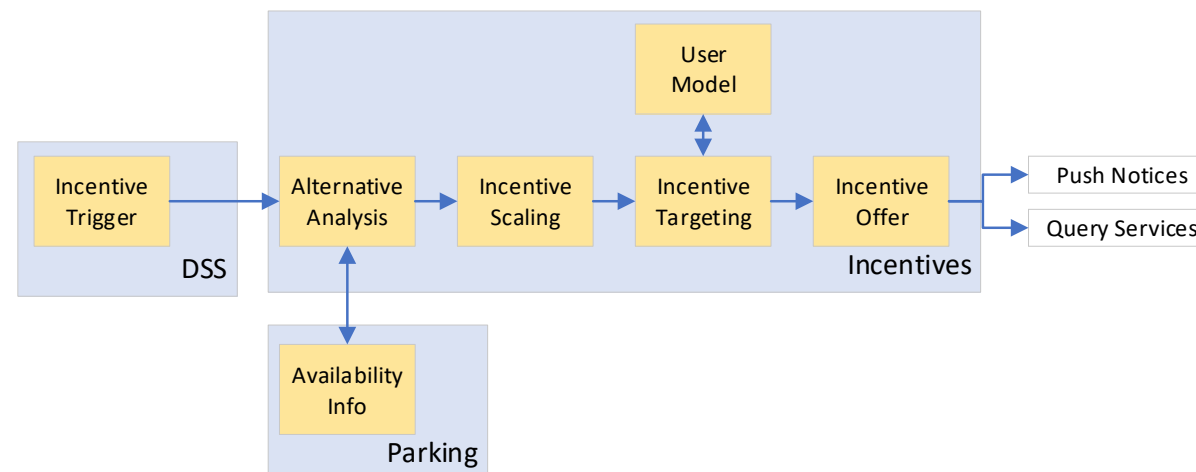 User
Model
Incentive
Trigger
DSS
Alternative
Analysis
Incentive
Scaling
Incentive
Targeting
Incentive
Offer
Incentives
Push Notices
Query Services
Availability
Info
Parking